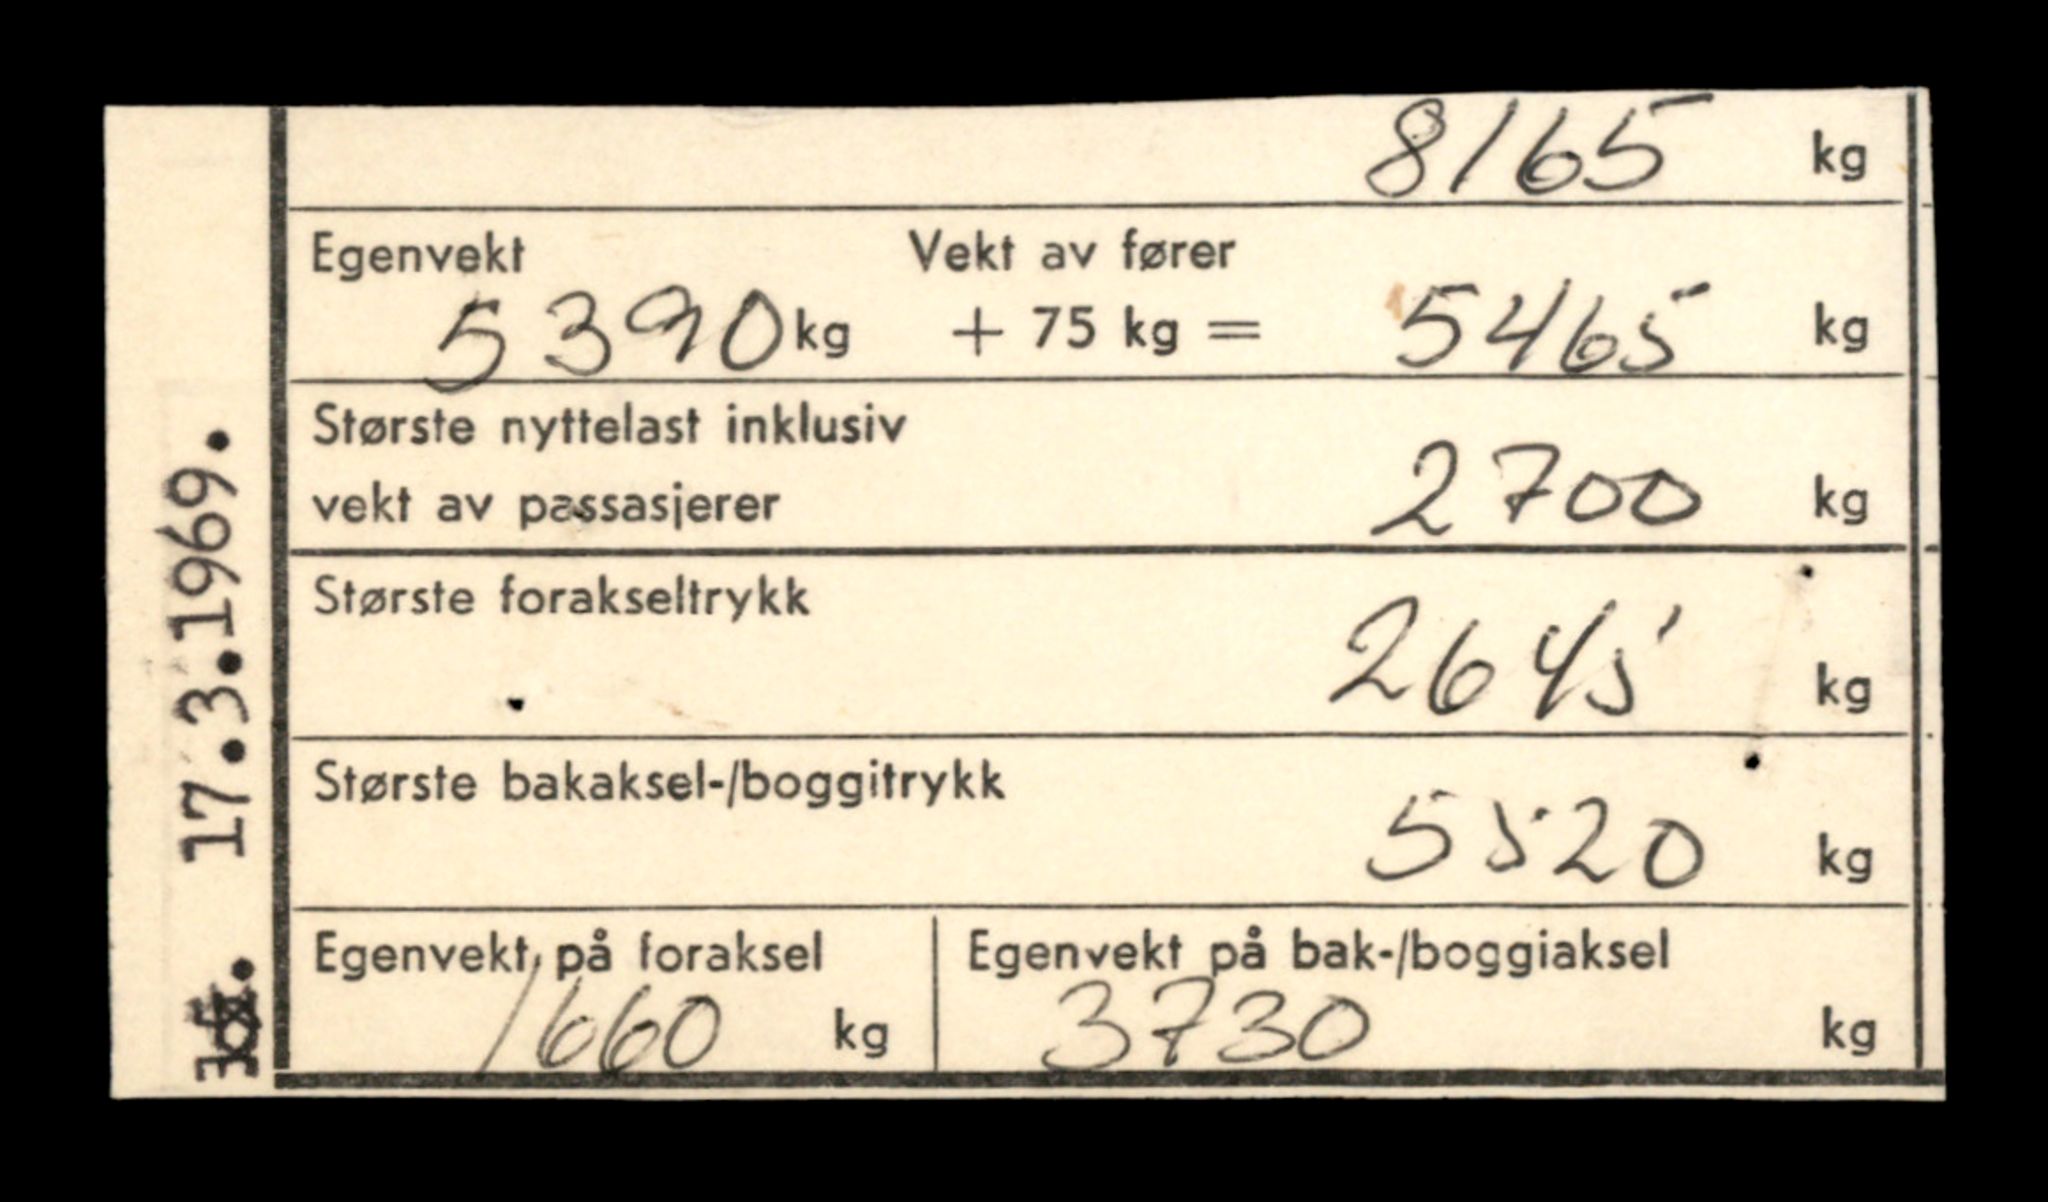 8165 kg
Egenvekt Vekt av fører
5390 kg + 75 kg = 5465 kg
Største nyttelast inklusiv
vekt av passasjerer 2700 kg
Største forakseltrykk
2645 kg
Største bakaksel-/boggitrykk
5520 kg
Egenvekt på foraksel Egenvekt på bak-/boggiaksel
1660 kg 3730 kg
17.3.1969.